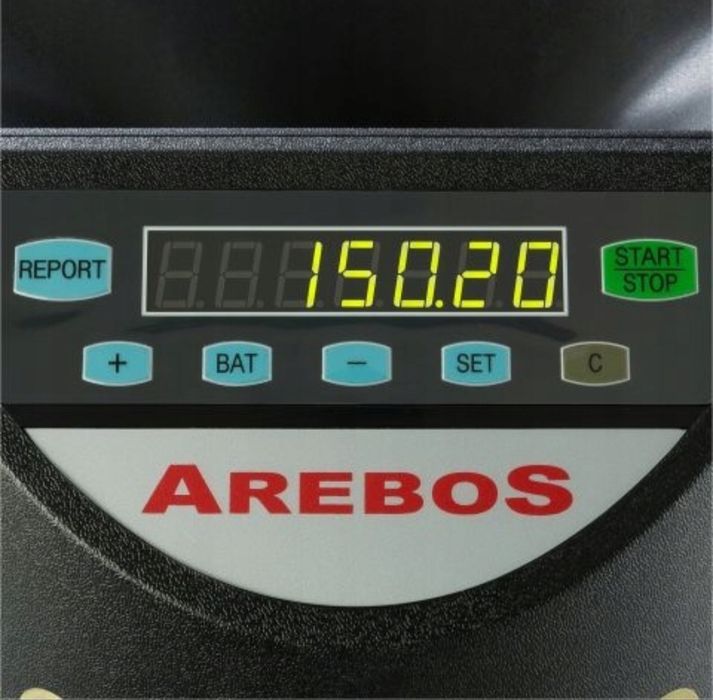 REPORT
150.20
START
STOP
+
BAT
−
SET
C
AREBOS